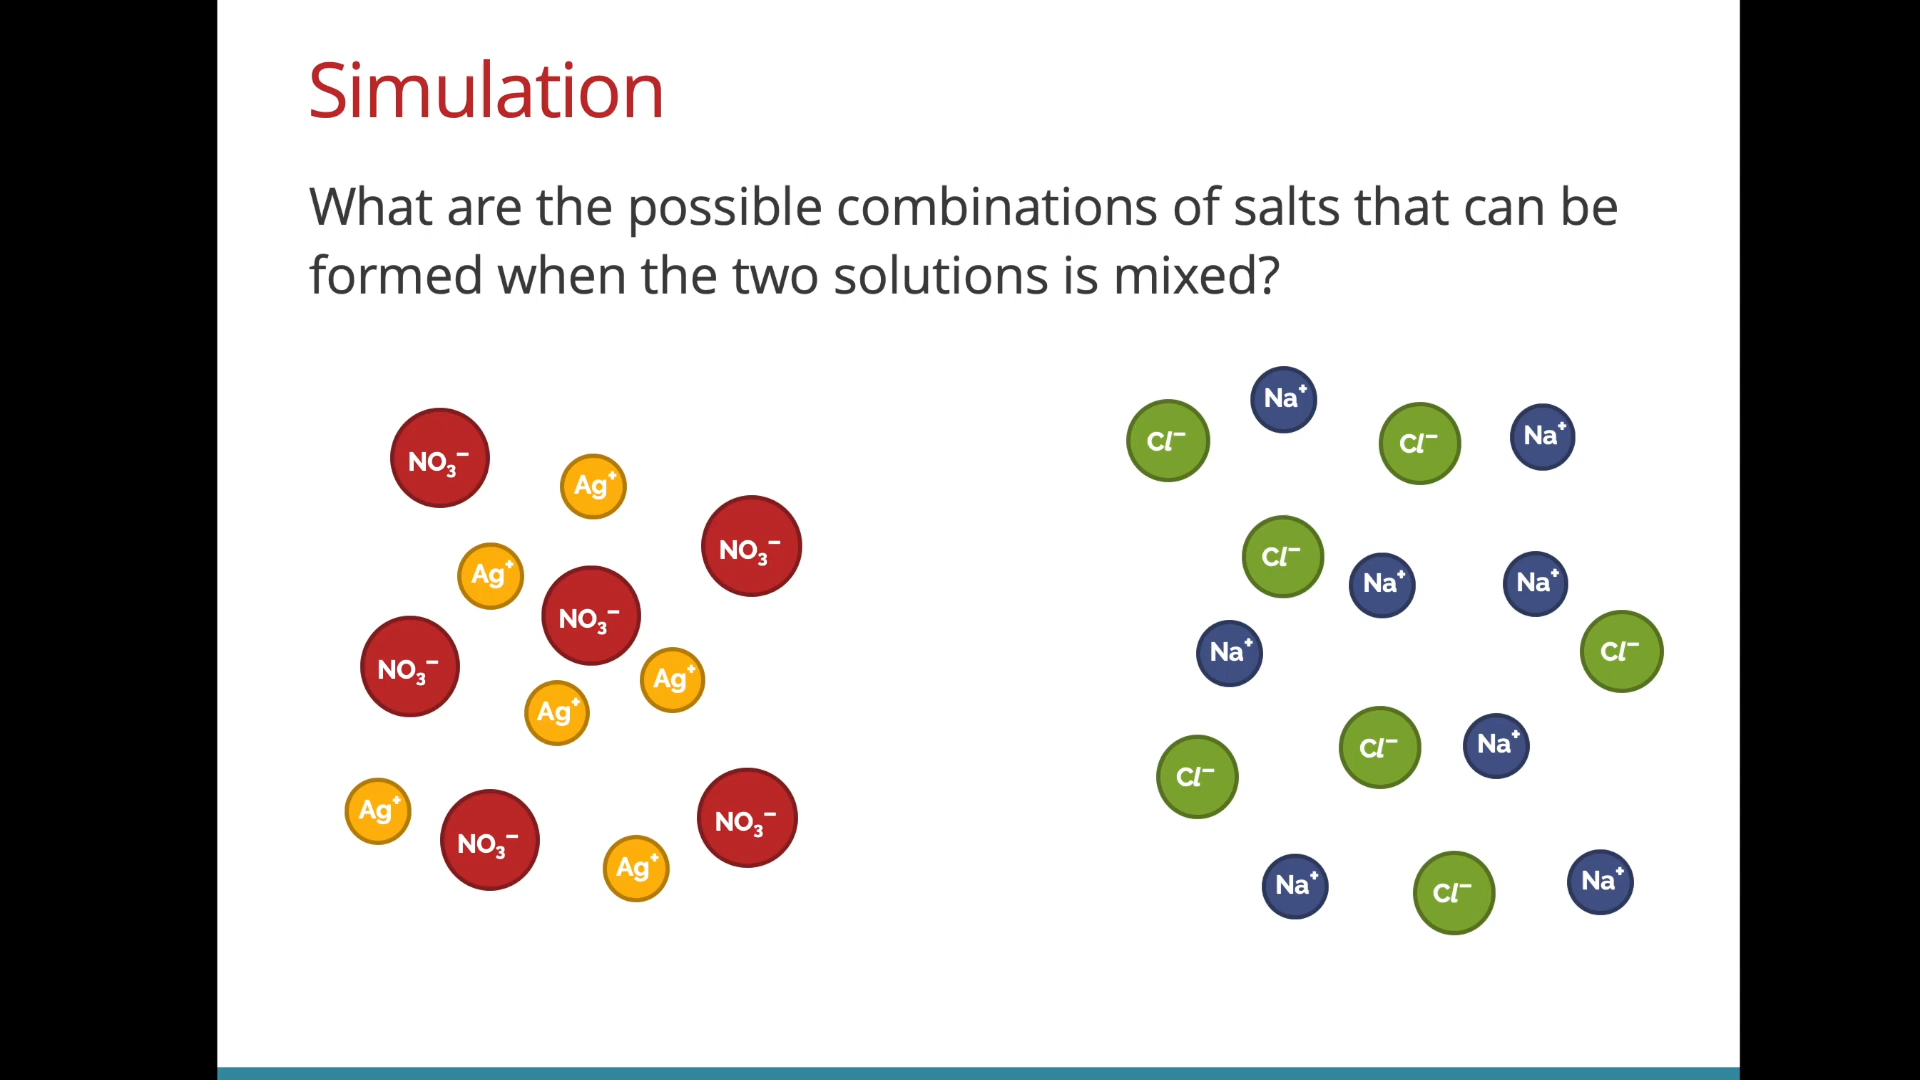 Simulation
What are the possible combinations of salts that can be
formed when the two solutions is mixed?
NO₃⁻
Ag⁺
NO₃⁻
Ag⁺
NO₃⁻
NO₃⁻
Ag⁺
Ag⁺
Ag⁺
NO₃⁻
NO₃⁻
Ag⁺
Na⁺
Cl⁻
Cl⁻
Na⁺
Cl⁻
Na⁺
Na⁺
Na⁺
Cl⁻
Cl⁻
Na⁺
Cl⁻
Na⁺
Cl⁻
Na⁺